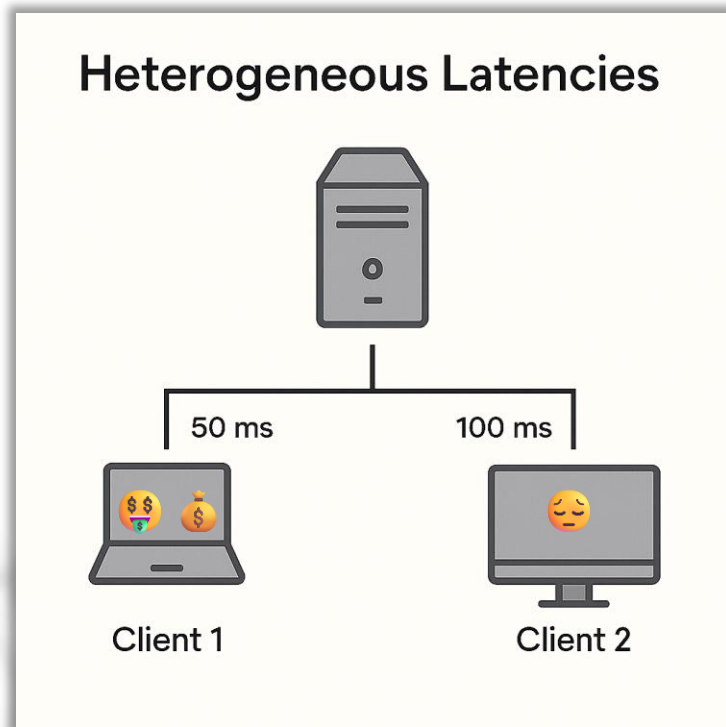 Heterogeneous Latencies
50 ms
100 ms
Client 1
Client 2